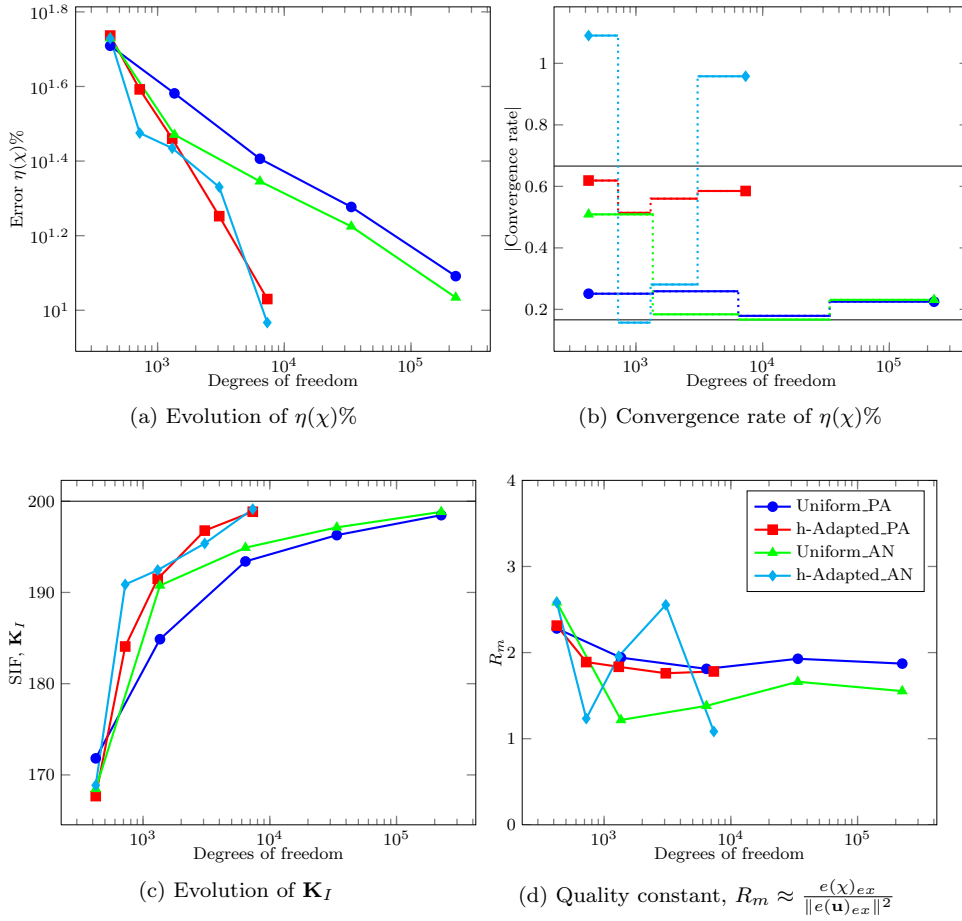 10^1.8
10^1.6
10^1.4
10^1.2
10^1
Error η(χ)%
10^3 10^4 10^5
Degrees of freedom
(a) Evolution of η(χ)%
1
0.8
0.6
0.4
0.2
|Convergence rate|
10^3 10^4 10^5
Degrees of freedom
(b) Convergence rate of η(χ)%
200
190
180
170
SIF, K_I
10^3 10^4 10^5
Degrees of freedom
(c) Evolution of K_I
4
3
2
1
0
R_m
Uniform_PA
h-Adapted_PA
Uniform_AN
h-Adapted_AN
10^3 10^4 10^5
Degrees of freedom
(d) Quality constant, R_m ≈ e(χ)_ex / ‖e(u)_ex‖^2